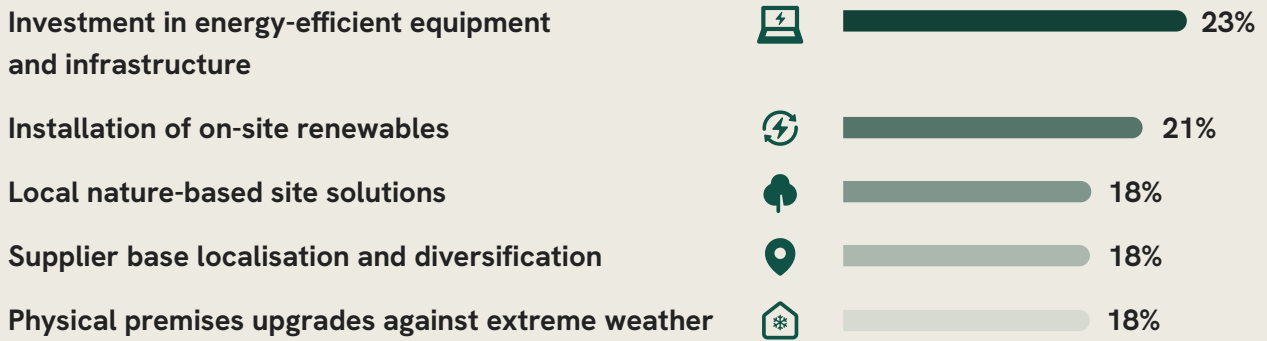 Investment in energy-efficient equipment 23%
and infrastructure
Installation of on-site renewables 21%
Local nature-based site solutions 18%
Supplier base localisation and diversification 18%
Physical premises upgrades against extreme weather 18%